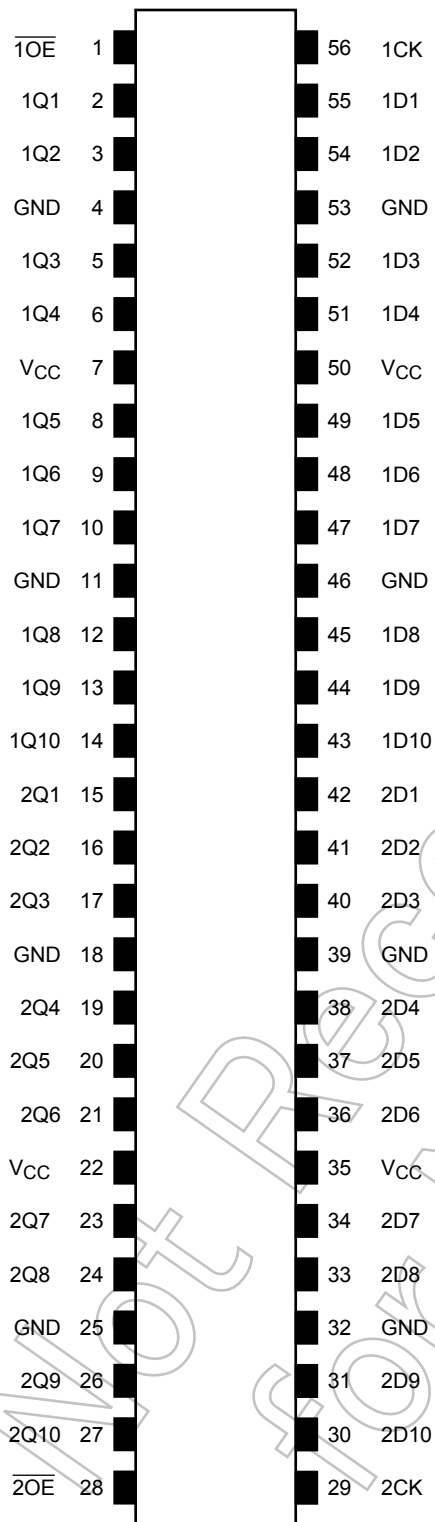 1OE 1 56 1CK
1Q1 2 55 1D1
1Q2 3 54 1D2
GND 4 53 GND
1Q3 5 52 1D3
1Q4 6 51 1D4
VCC 7 50 VCC
1Q5 8 49 1D5
1Q6 9 48 1D6
1Q7 10 47 1D7
GND 11 46 GND
1Q8 12 45 1D8
1Q9 13 44 1D9
1Q10 14 43 1D10
2Q1 15 42 2D1
2Q2 16 41 2D2
2Q3 17 40 2D3
GND 18 39 GND
2Q4 19 38 2D4
2Q5 20 37 2D5
2Q6 21 36 2D6
VCC 22 35 VCC
2Q7 23 34 2D7
2Q8 24 33 2D8
GND 25 32 GND
2Q9 26 31 2D9
2Q10 27 30 2D10
2OE 28 29 2CK
Not
for